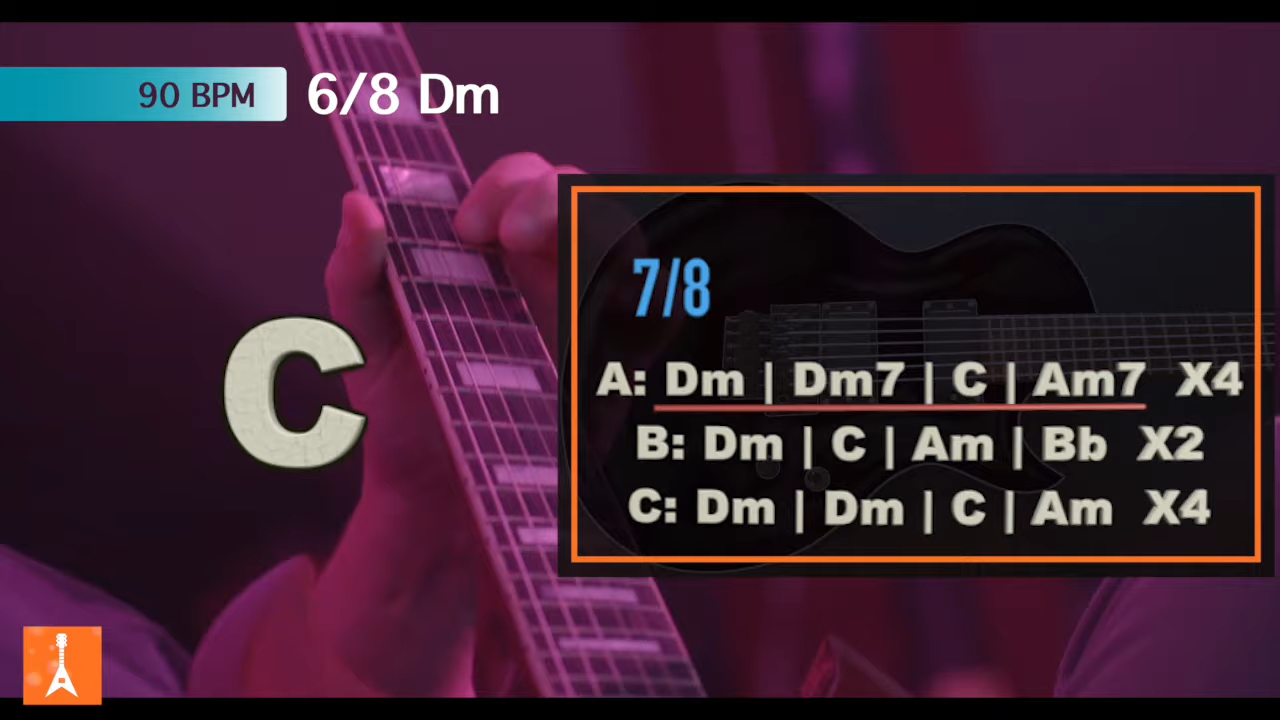 90 BPM 6/8 Dm
C
7/8
A: Dm | Dm7 | C | Am7 X4
B: Dm | C | Am | Bb X2
C: Dm | Dm | C | Am X4